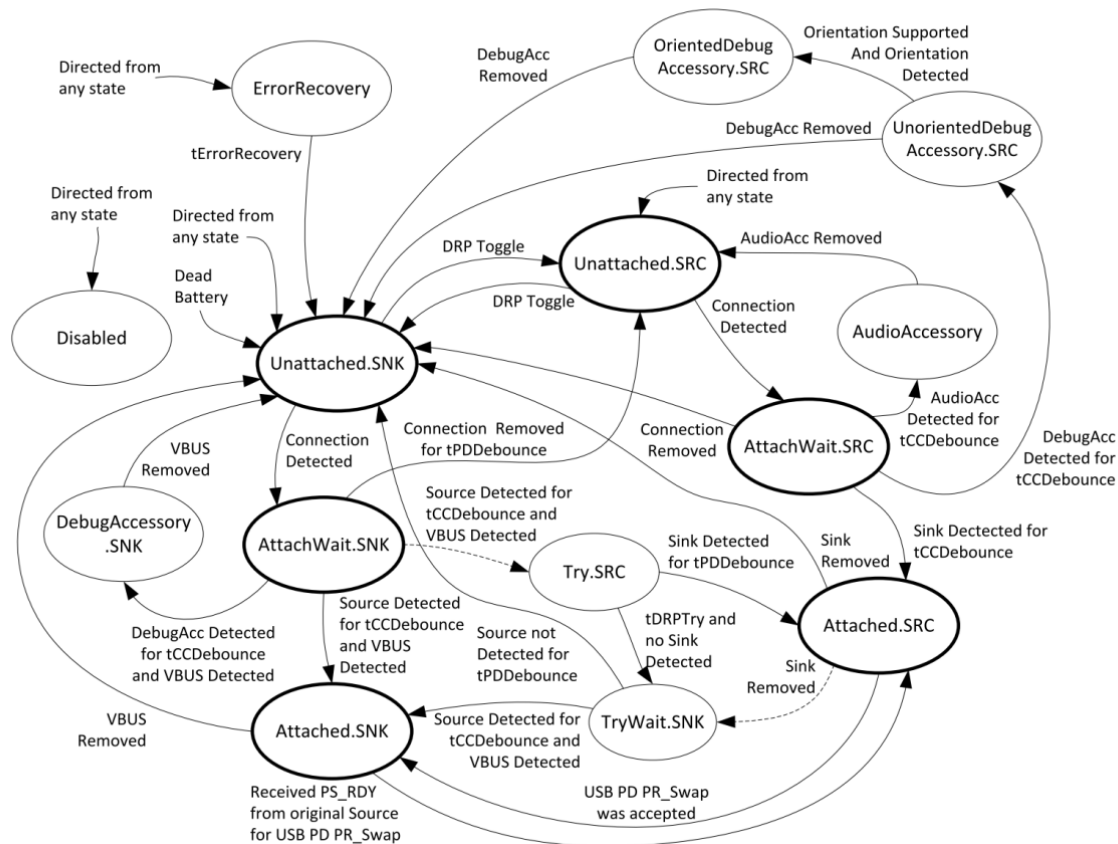 Orientation Supported
And Orientation
Detected
DebugAcc
Removed
OrientedDebug
Accessory.SRC
Directed from
any state
ErrorRecovery
DebugAcc Removed
UnorientedDebug
Accessory.SRC
tErrorRecovery
Directed from
any state
Directed from
any state
Directed from
any state
DRP Toggle
Unattached.SRC
AudioAcc Removed
Dead
Battery
DRP Toggle
Connection
Detected
Disabled
Unattached.SNK
AudioAccessory
AudioAcc
Detected for
tCCDebounce
VBUS
Removed
Connection
Detected
Connection Removed
for tPDDebounce
Connection
Removed
AttachWait.SRC
DebugAcc
Detected for
tCCDebounce
Source Detected for
tCCDebounce and
VBUS Detected
DebugAccessory
.SNK
AttachWait.SNK
Try.SRC
Sink Detected
for tPDDebounce
Sink
Removed
Sink Dectected for
tCCDebounce
DebugAcc Detected
for tCCDebounce
and VBUS Detected
Source Detected
for tCCDebounce
and VBUS
Detected
Source not
Detected for
tPDDebounce
tDRPTry and
no Sink
Detected
Attached.SRC
Sink
Removed
VBUS
Removed
Attached.SNK
Source Detected for
tCCDebounce and
VBUS Detected
TryWait.SNK
Received PS_RDY
from original Source
for USB PD PR_Swap
USB PD PR_Swap
was accepted